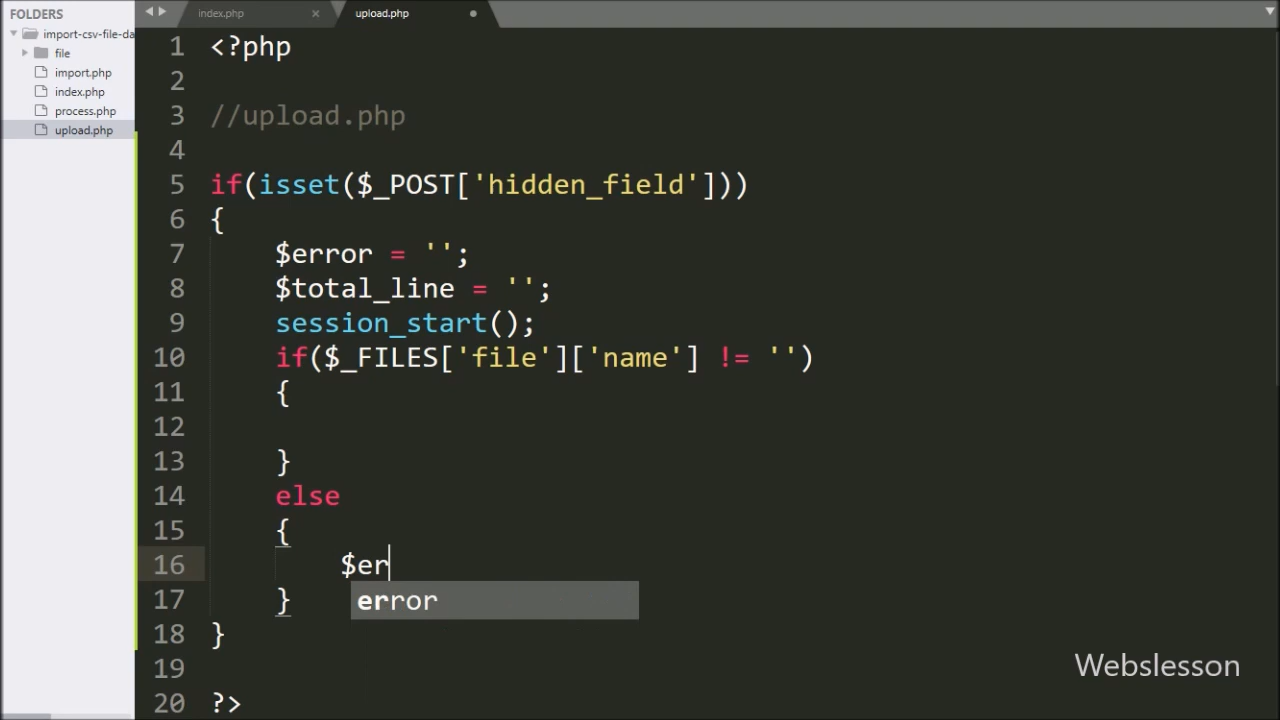 FOLDERS
import-csv-file-da
file
import.php
index.php
process.php
upload.php
index.php ×
upload.php
1 <?php
2
3 //upload.php
4
5 if(isset($_POST['hidden_field']))
6 {
7 $error = '';
8 $total_line = '';
9 session_start();
10 if($_FILES['file']['name'] != '')
11 {
12
13 }
14 else
15 {
16 $er
error
17 }
18 }
19
20 ?>
Webslesson